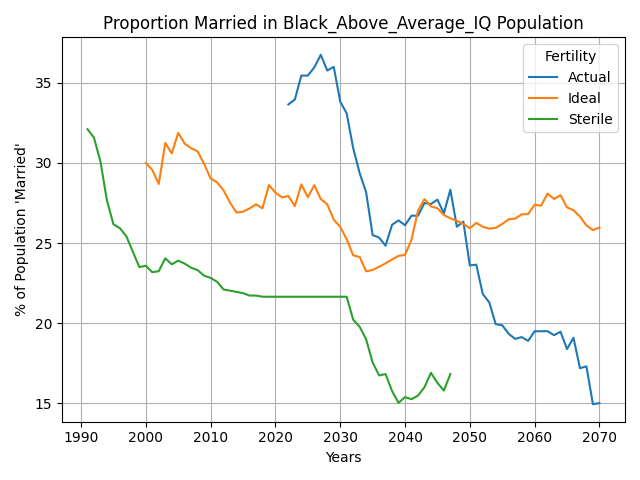 Proportion Married in Black_Above_Average_IQ Population
Fertility
Actual
Ideal
Sterile
% of Population 'Married'
35
30
25
20
15
1990 2000 2010 2020 2030 2040 2050 2060 2070
Years